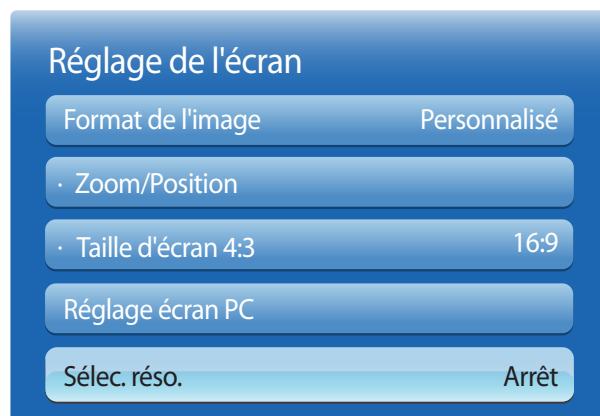 Réglage de l'écran
Format de l'image Personnalisé
· Zoom/Position
· Taille d'écran 4:3 16:9
Réglage écran PC
Sélec. réso. Arrêt